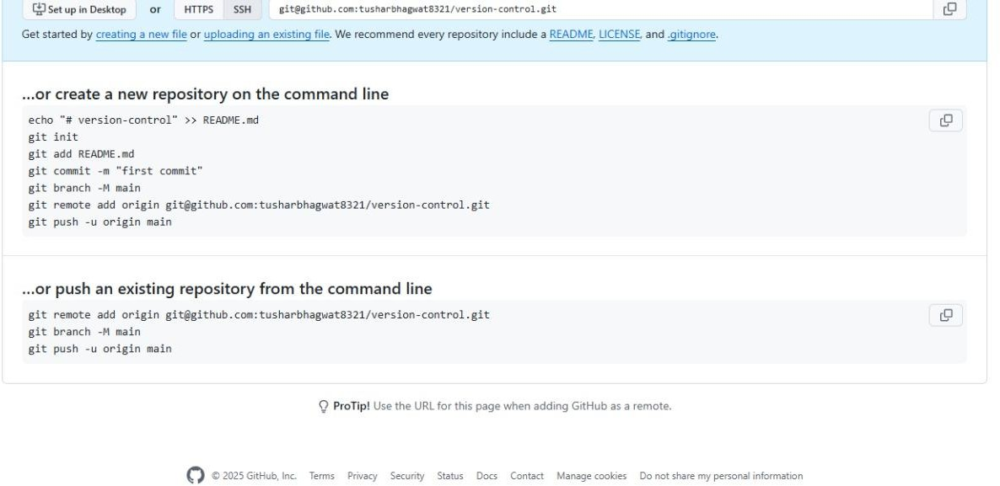 Set up in Desktop or HTTPS SSH git@github.com:tusharbhagwat8321/version-control.git
Get started by creating a new file or uploading an existing file. We recommend every repository include a README, LICENSE, and .gitignore.
...or create a new repository on the command line
echo "# version-control" >> README.md
git init
git add README.md
git commit -m "first commit"
git branch -M main
git remote add origin git@github.com:tusharbhagwat8321/version-control.git
git push -u origin main
...or push an existing repository from the command line
git remote add origin git@github.com:tusharbhagwat8321/version-control.git
git branch -M main
git push -u origin main
ProTip! Use the URL for this page when adding GitHub as a remote.
© 2025 GitHub, Inc. Terms Privacy Security Status Docs Contact Manage cookies Do not share my personal information